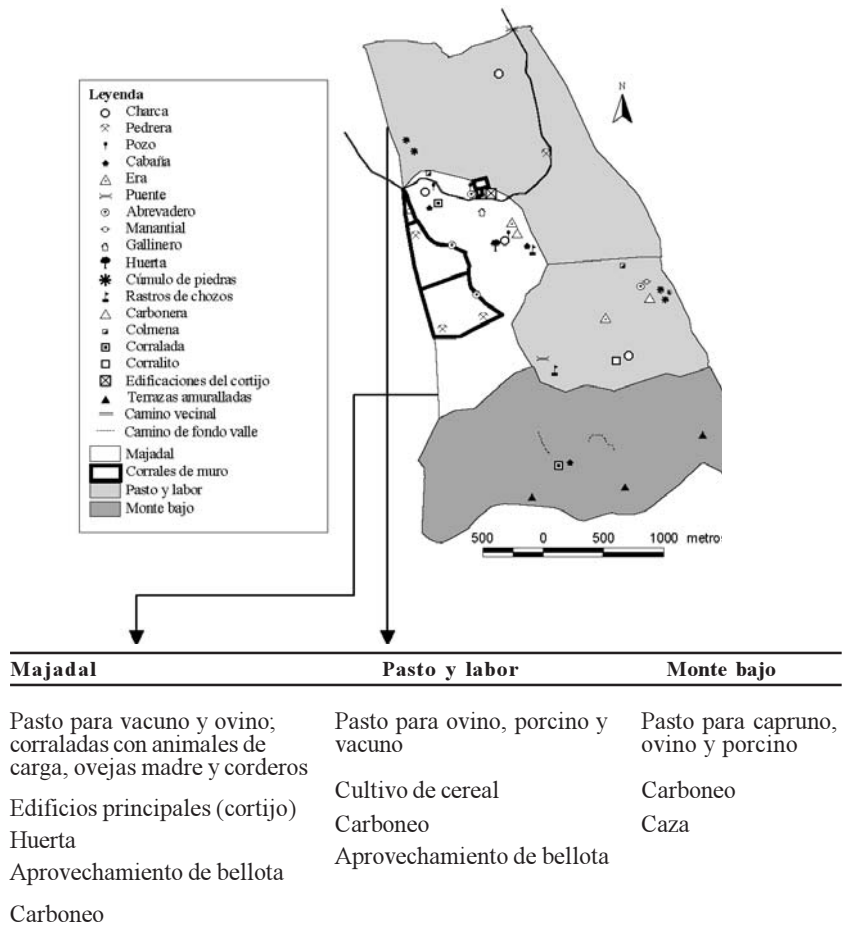 N
Leyenda
Charca
Pedrera
Pozo
Cabaña
Era
Puente
Abrevadero
Manantial
Gallinero
Huerta
Cúmulo de piedras
Rastros de chozos
Carbonera
Colmena
Corralada
Corralito
Edificaciones del cortijo
Terrazas amuralladas
Camino vecinal
Camino de fondo valle
Majadal
Corrales de muro
Pasto y labor
Monte bajo
500 0 500 1000 metro
Majadal Pasto y labor Monte bajo
Pasto para vacuno y ovino;
corraladas con animales de
carga, ovejas madre y corderos
Edificios principales (cortijo)
Huerta
Aprovechamiento de bellota
Carboneo
Pasto para ovino, porcino y
vacuno
Cultivo de cereal
Carboneo
Aprovechamiento de bellota
Pasto para capruno,
ovino y porcino
Carboneo
Caza